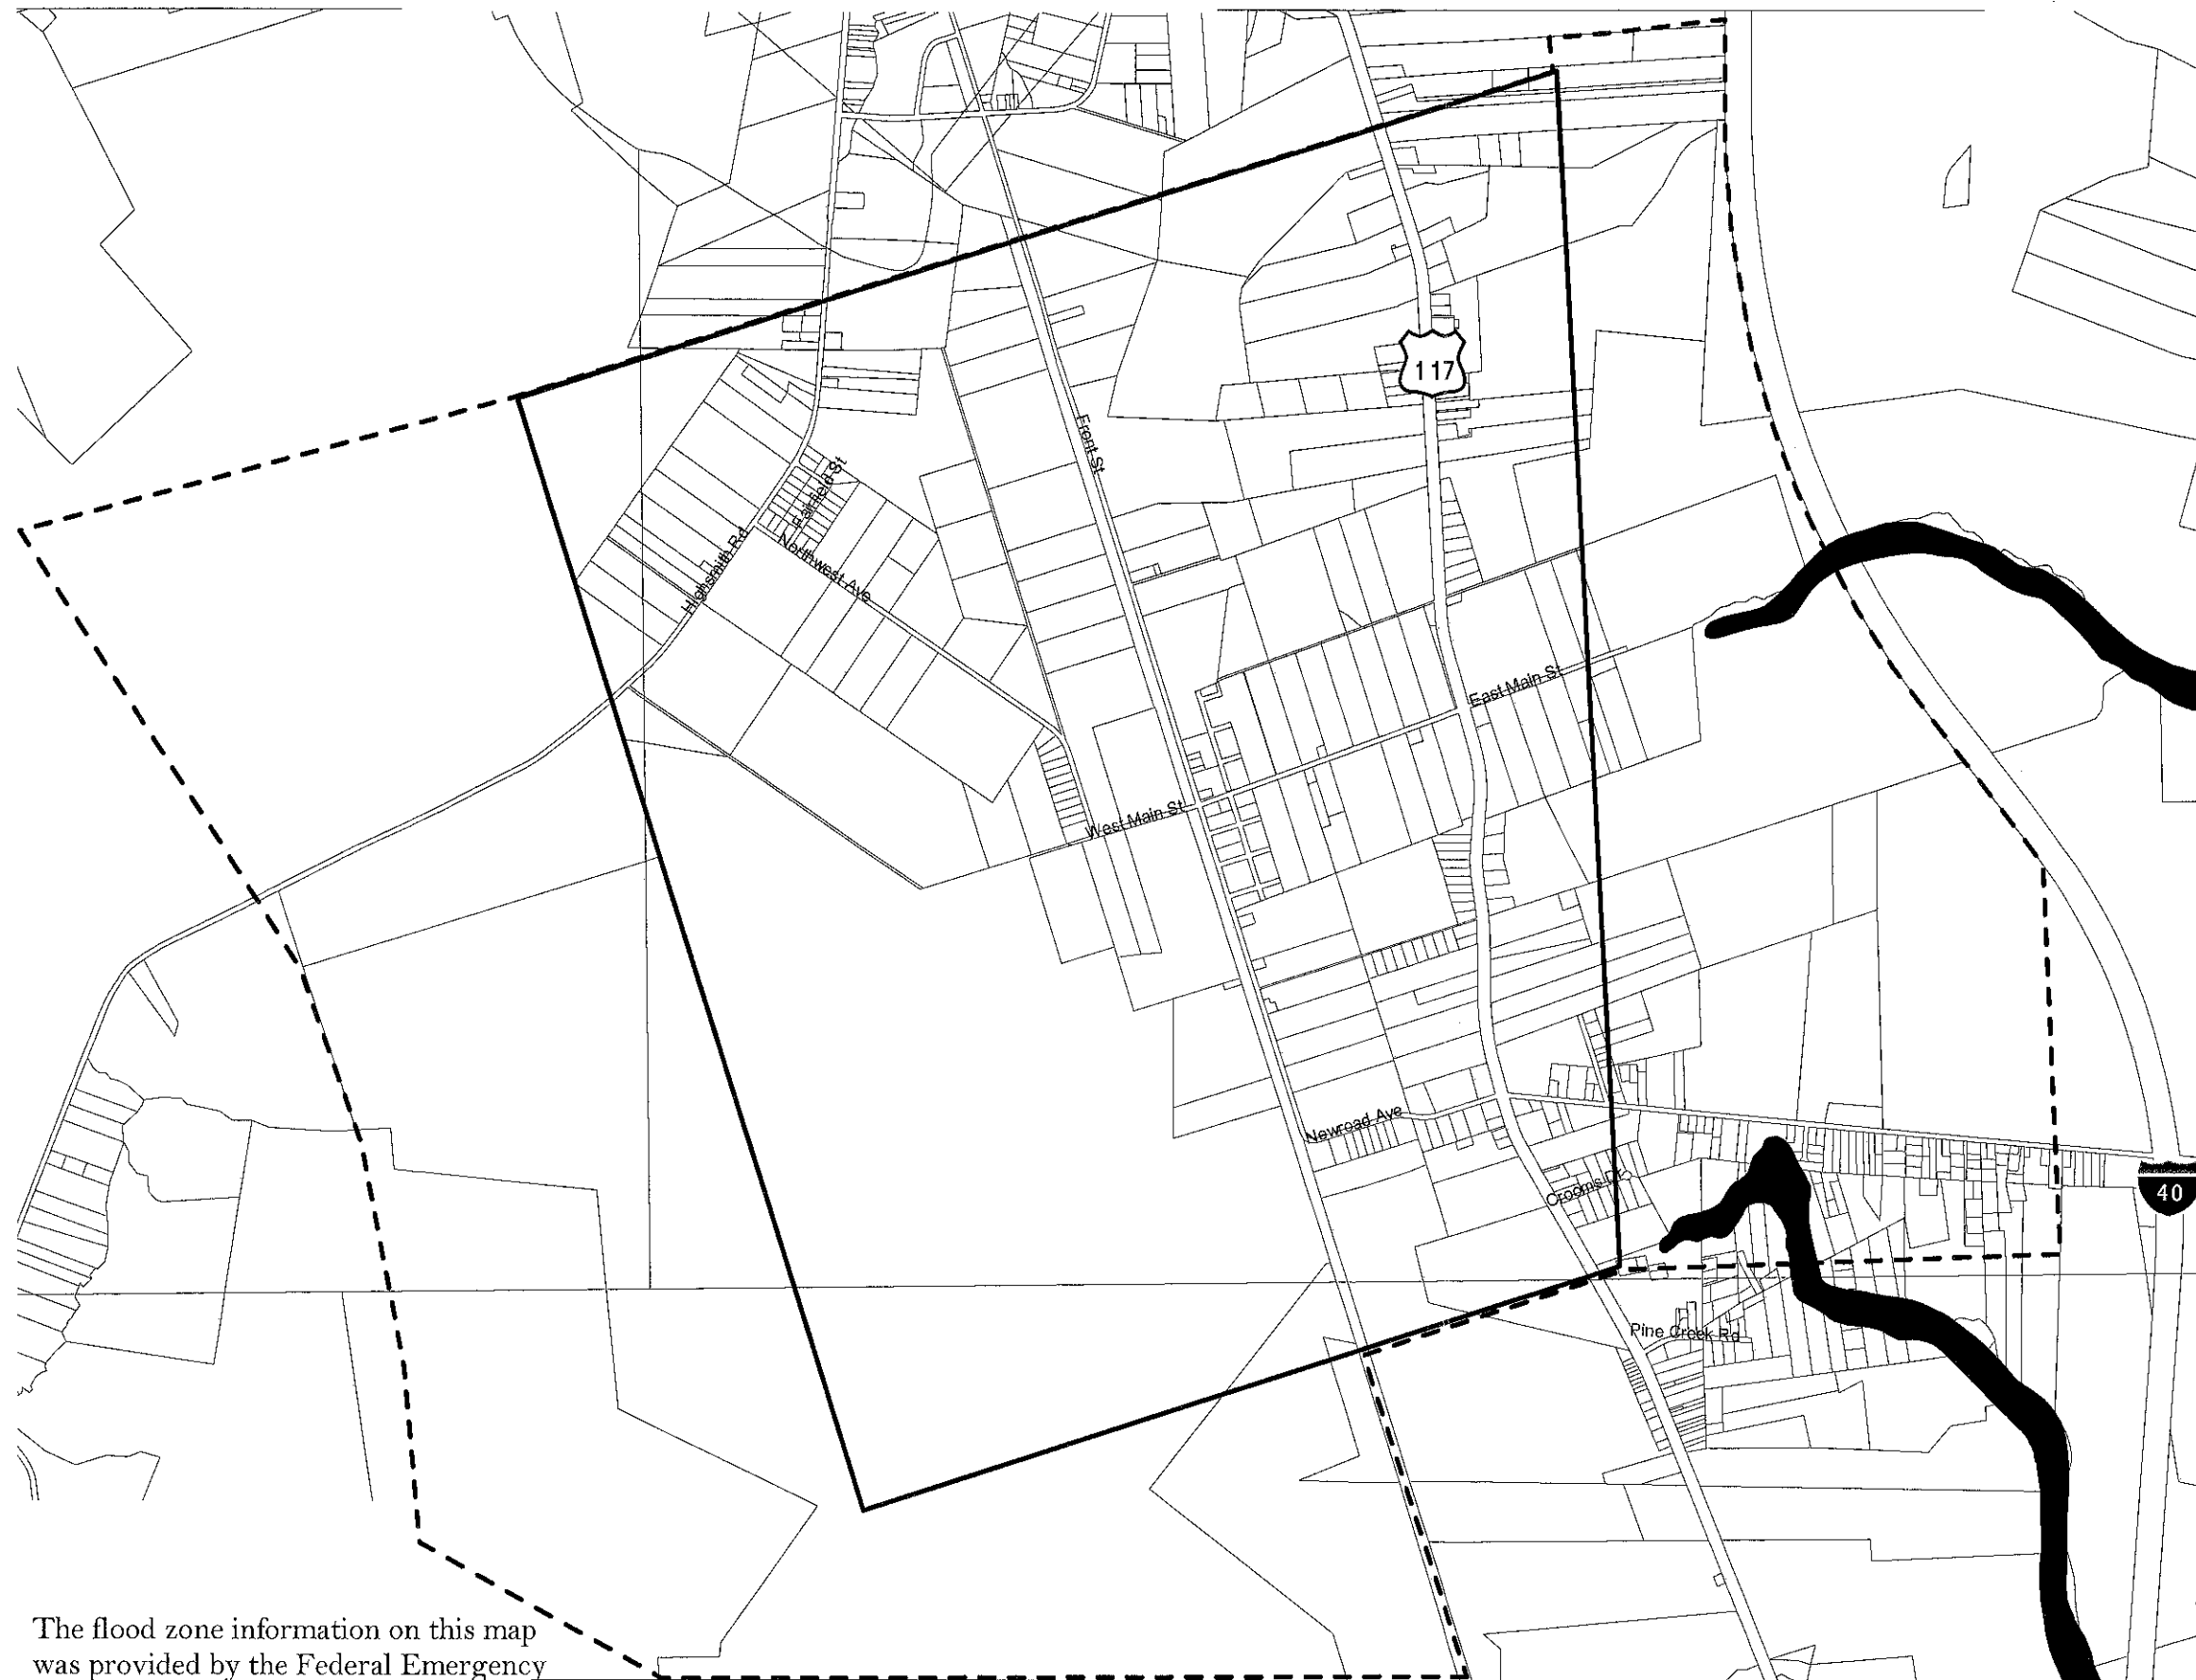 117
Front St
Fairfield St
Highsmith Rd
Northwest Ave
East Main St
West Main St
Newroad Ave
Crooms Dr
40
Pine Creek Rd
The flood zone information on this map
was provided by the Federal Emergency